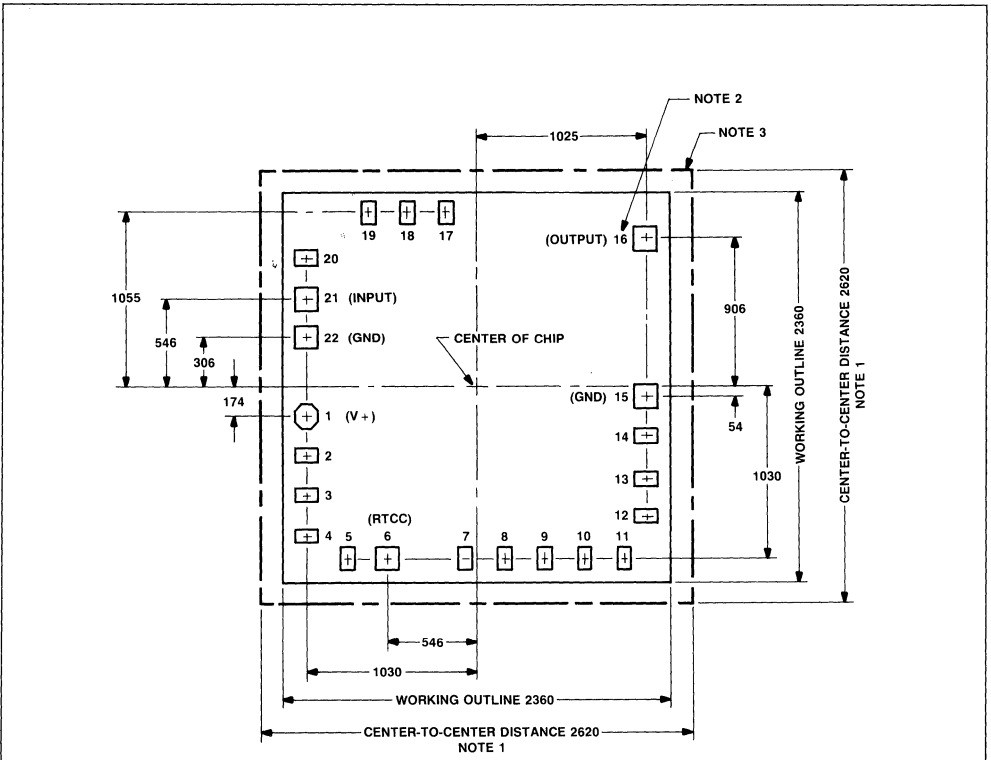 NOTE 2
1025
NOTE 3
19 18 17
(OUTPUT) 16
20
1055
21 (INPUT)
546
906
22 (GND)
CENTER OF CHIP
306
174
(GND) 15
1 (V+)
54
14
2
1030
13
3
12
(RTCC)
4
5 6 7 8 9 10 11
WORKING OUTLINE 2360
CENTER-TO-CENTER DISTANCE 2620
NOTE 1
546
1030
WORKING OUTLINE 2360
CENTER-TO-CENTER DISTANCE 2620
NOTE 1